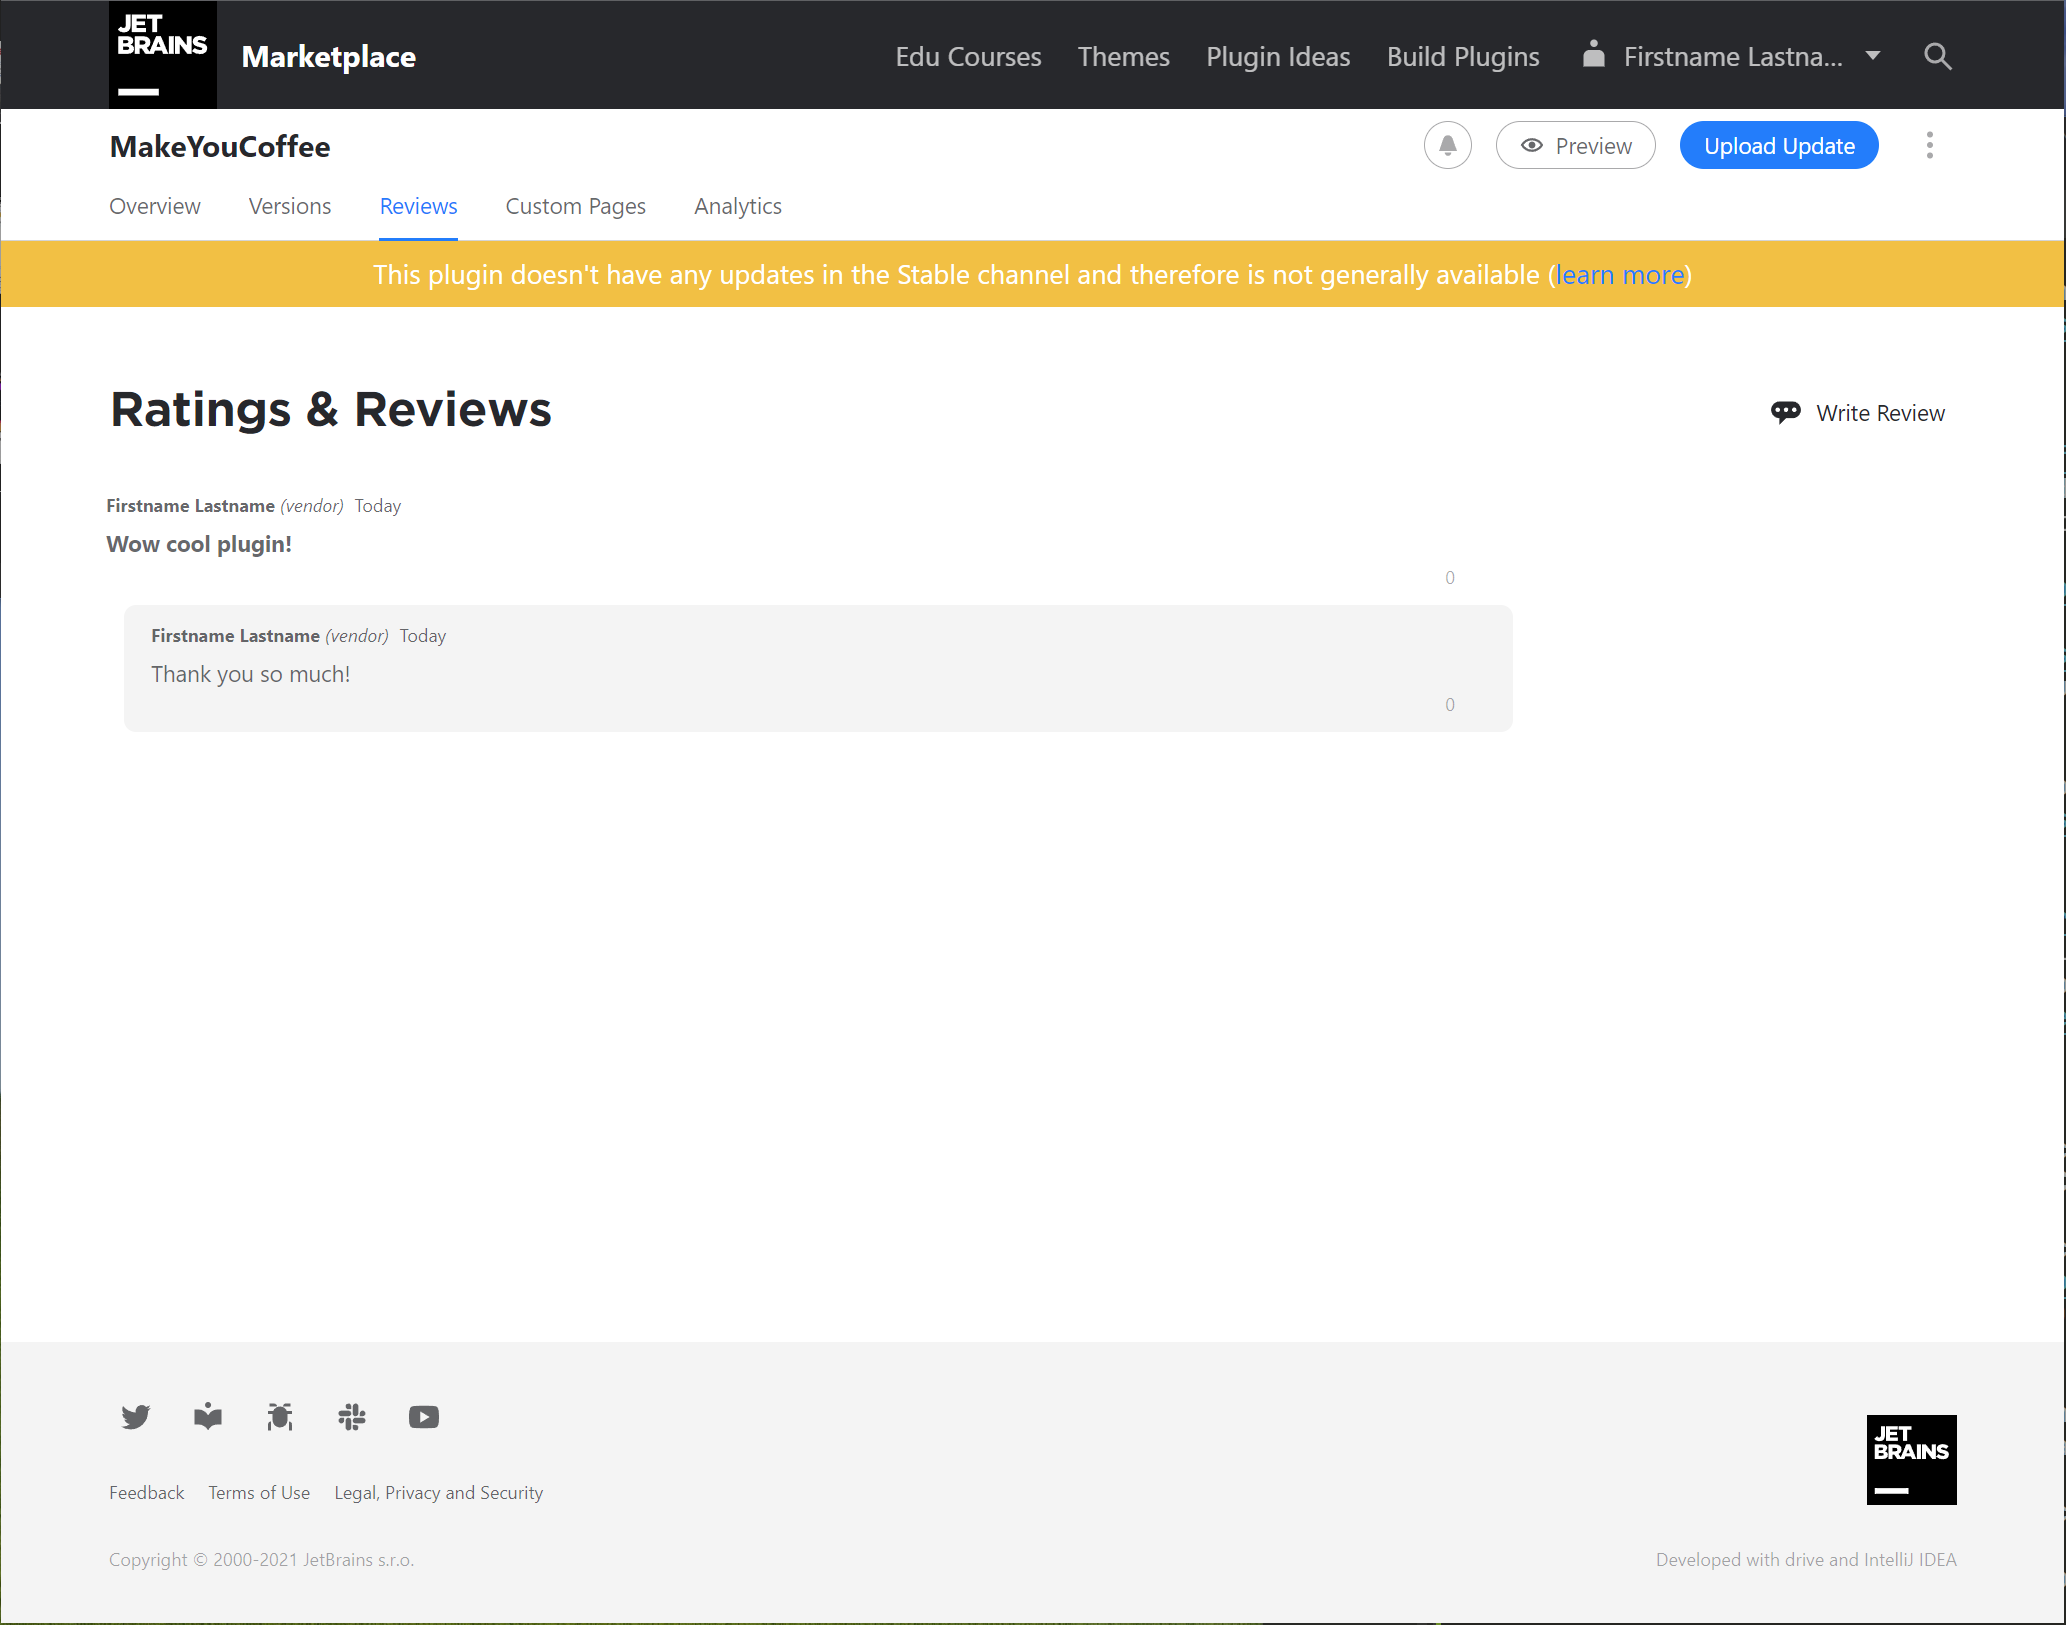 JET
BRAINS
Marketplace
Edu Courses
Themes
Plugin Ideas
Build Plugins
Firstname Lastna...
MakeYouCoffee
Preview
Upload Update
Overview
Versions
Reviews
Custom Pages
Analytics
This plugin doesn't have any updates in the Stable channel and therefore is not generally available (learn more)
Ratings & Reviews
Write Review
Firstname Lastname (vendor) Today
Wow cool plugin!
0
Firstname Lastname (vendor) Today
Thank you so much!
0
JET
BRAINS
Feedback
Terms of Use
Legal, Privacy and Security
Copyright © 2000-2021 JetBrains s.r.o.
Developed with drive and IntelliJ IDEA